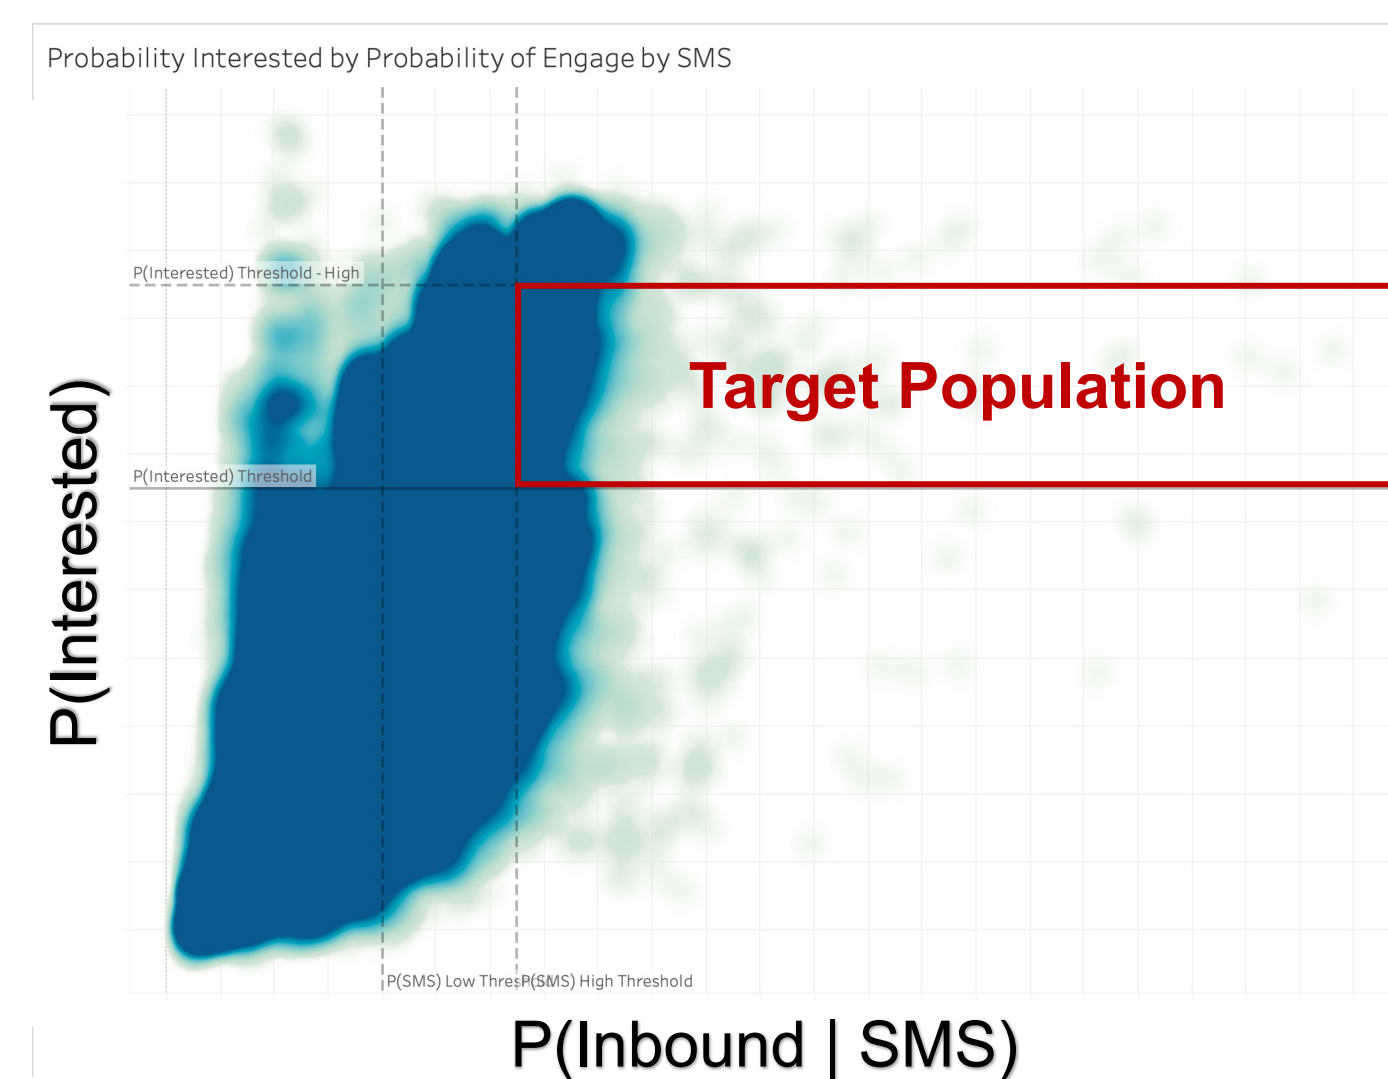 Probability Interested by Probability of Engage by SMS
P(Interested) Threshold - High
Target Population
P(Interested)
P(Interested) Threshold
P(SMS) Low Threshold
P(SMS) High Threshold
P(Inbound | SMS)